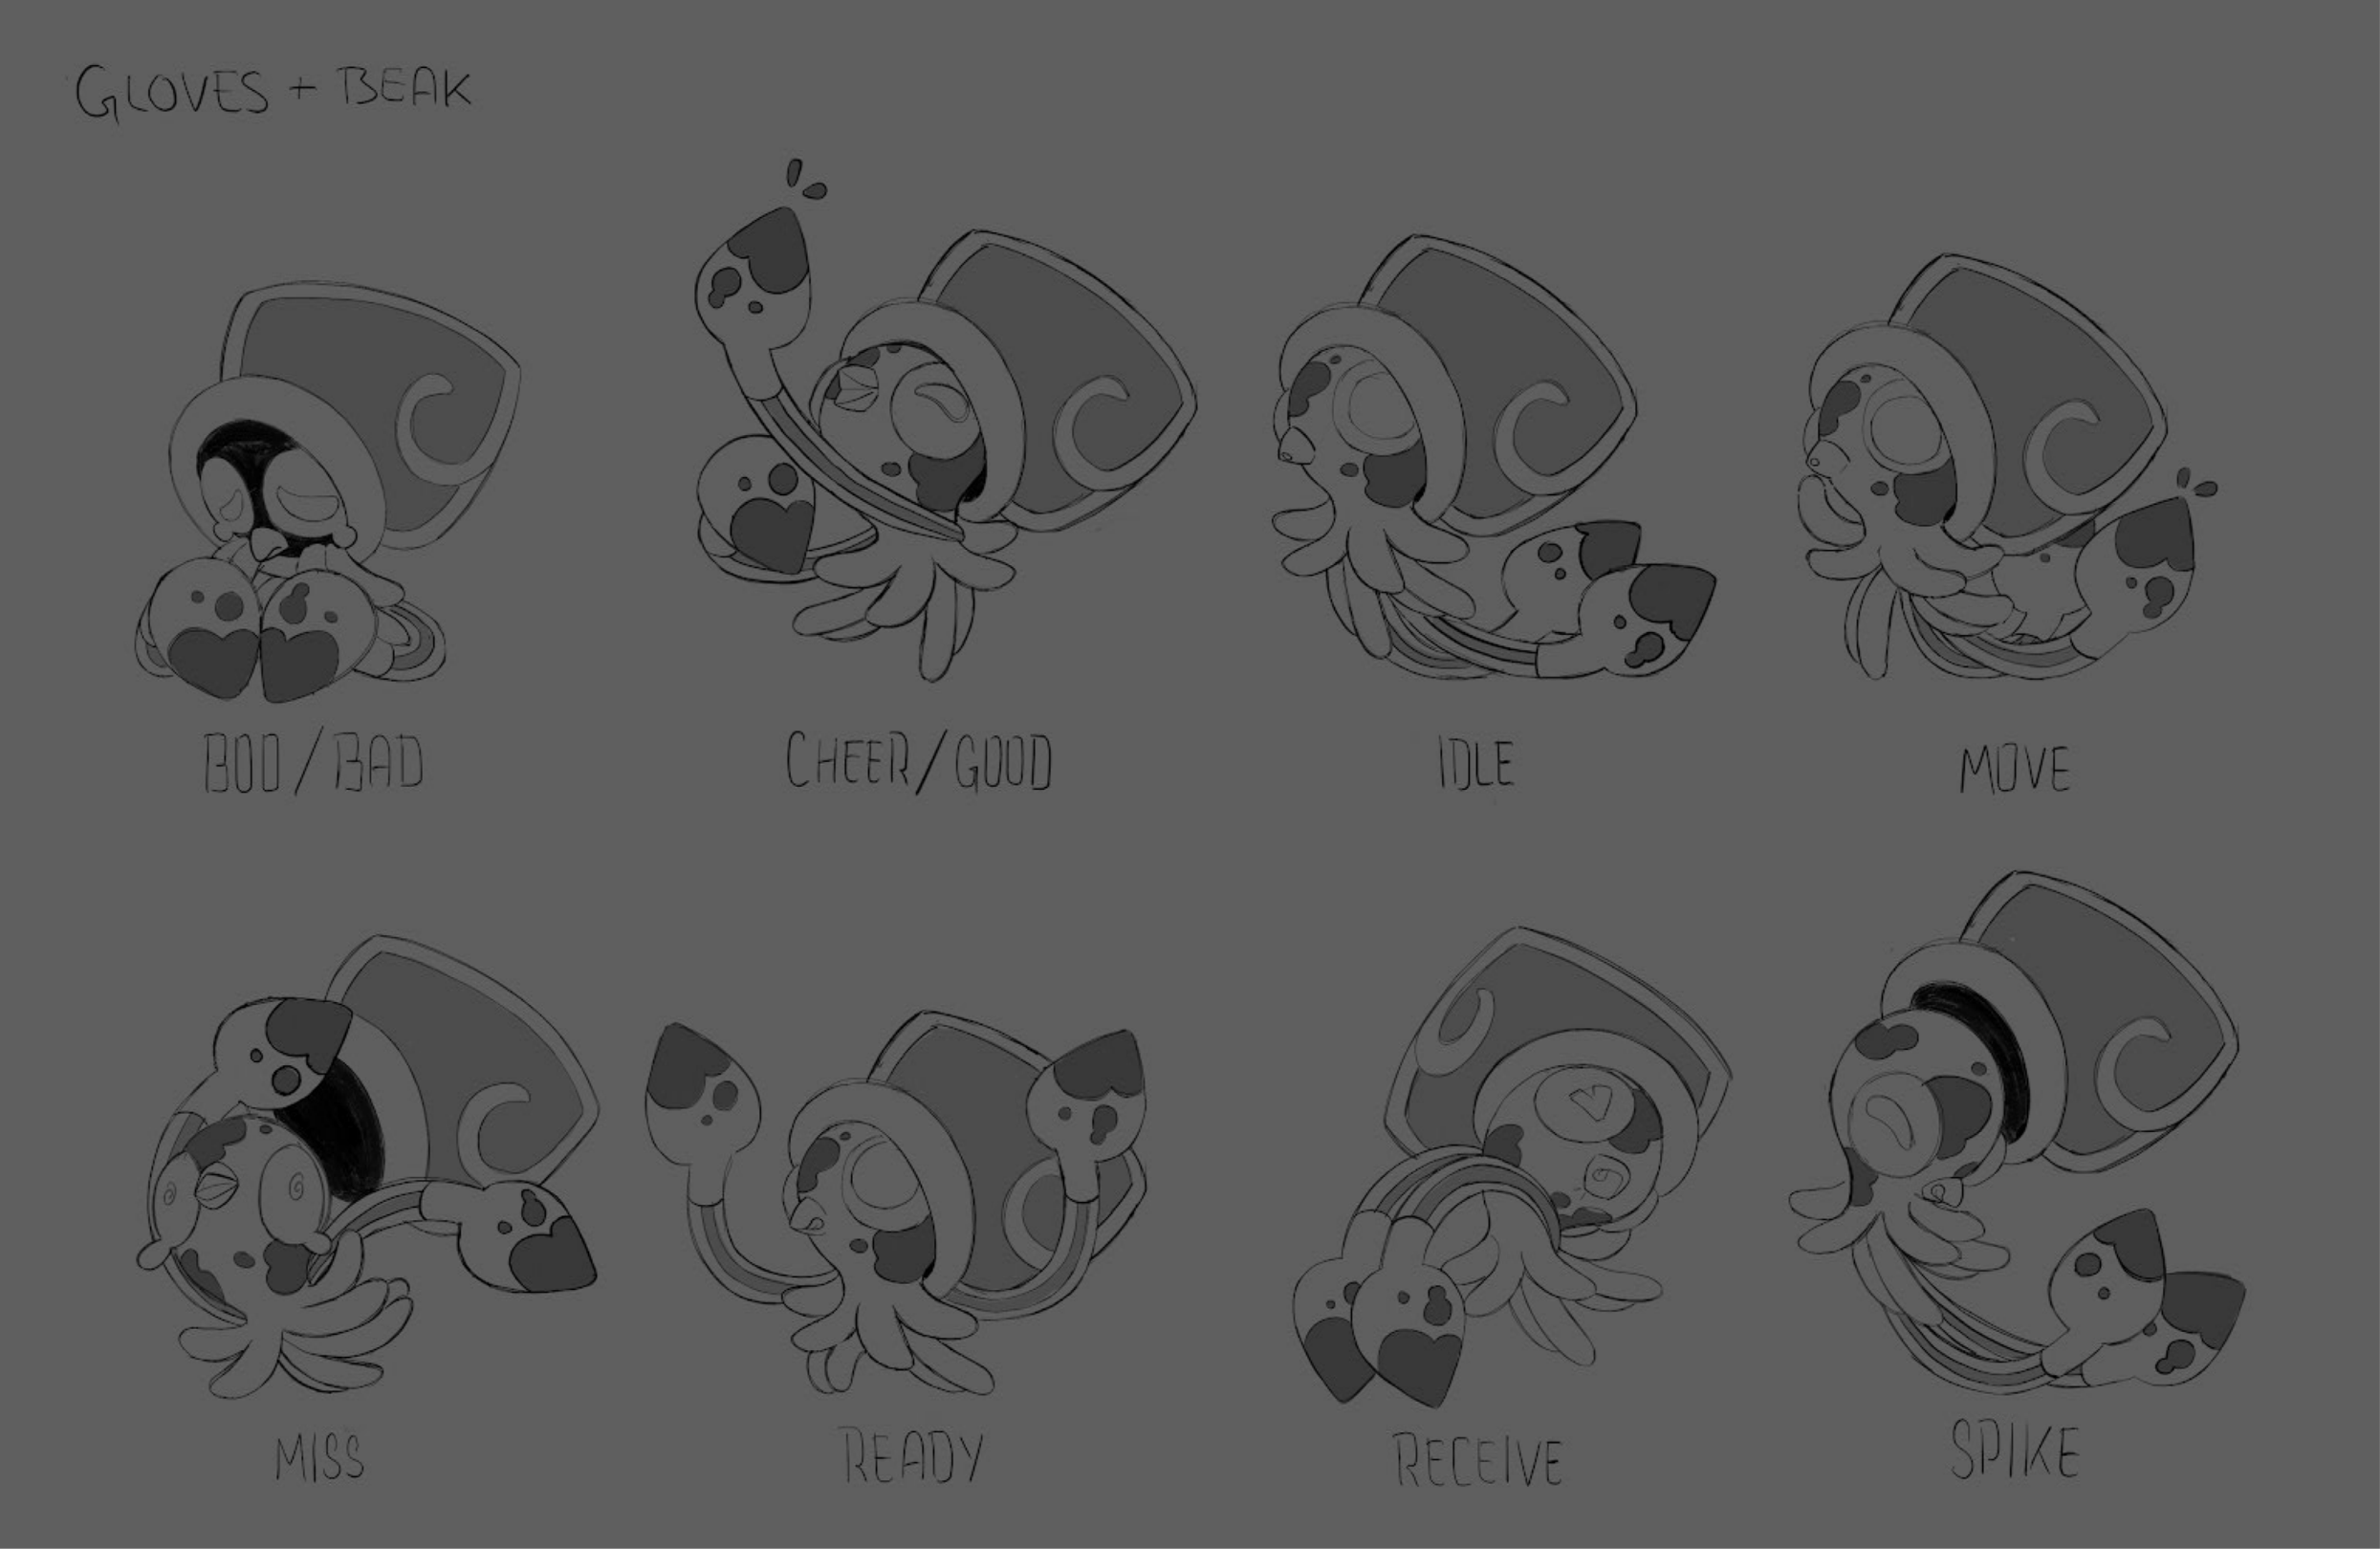 GLOVES + BEAK
BOO/BAD
CHEER/GOOD
IDLE
MOVE
MISS
READY
RECEIVE
SPIKE